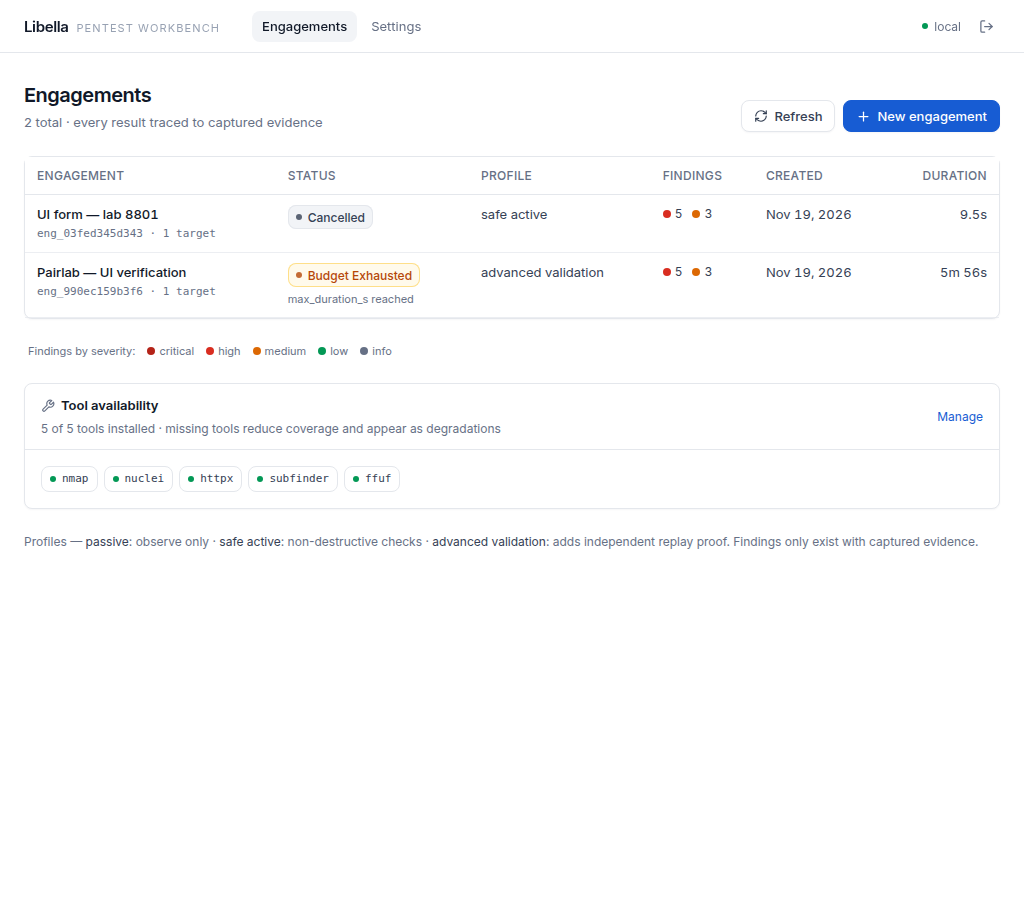 Libella PENTEST WORKBENCH Engagements Settings local
Engagements
2 total · every result traced to captured evidence
Refresh
New engagement
ENGAGEMENT STATUS PROFILE FINDINGS CREATED DURATION
UI form — lab 8801 Cancelled safe active 5 3 Nov 19, 2026 9.5s
eng_03fed345d343 · 1 target
Pairlab — UI verification Budget Exhausted advanced validation 5 3 Nov 19, 2026 5m 56s
eng_990ec159b3f6 · 1 target max_duration_s reached
Findings by severity: critical high medium low info
Tool availability
5 of 5 tools installed · missing tools reduce coverage and appear as degradations
Manage
nmap nuclei httpx subfinder ffuf
Profiles — passive: observe only · safe active: non-destructive checks · advanced validation: adds independent replay proof. Findings only exist with captured evidence.